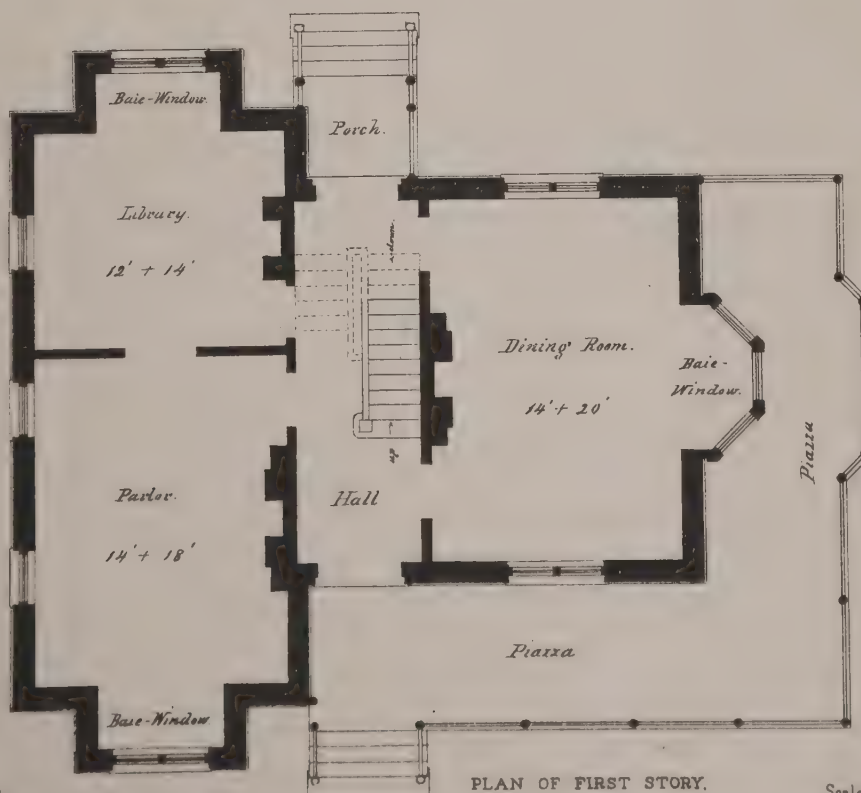 Baie-Window.
Porch.
Library.
12' + 14'
down
Dining Room.
14' + 20'
Baie-
Window.
Piazza
Parlor.
14' + 18'
up
Hall
Piazza
Baie-Window
PLAN OF FIRST STORY.